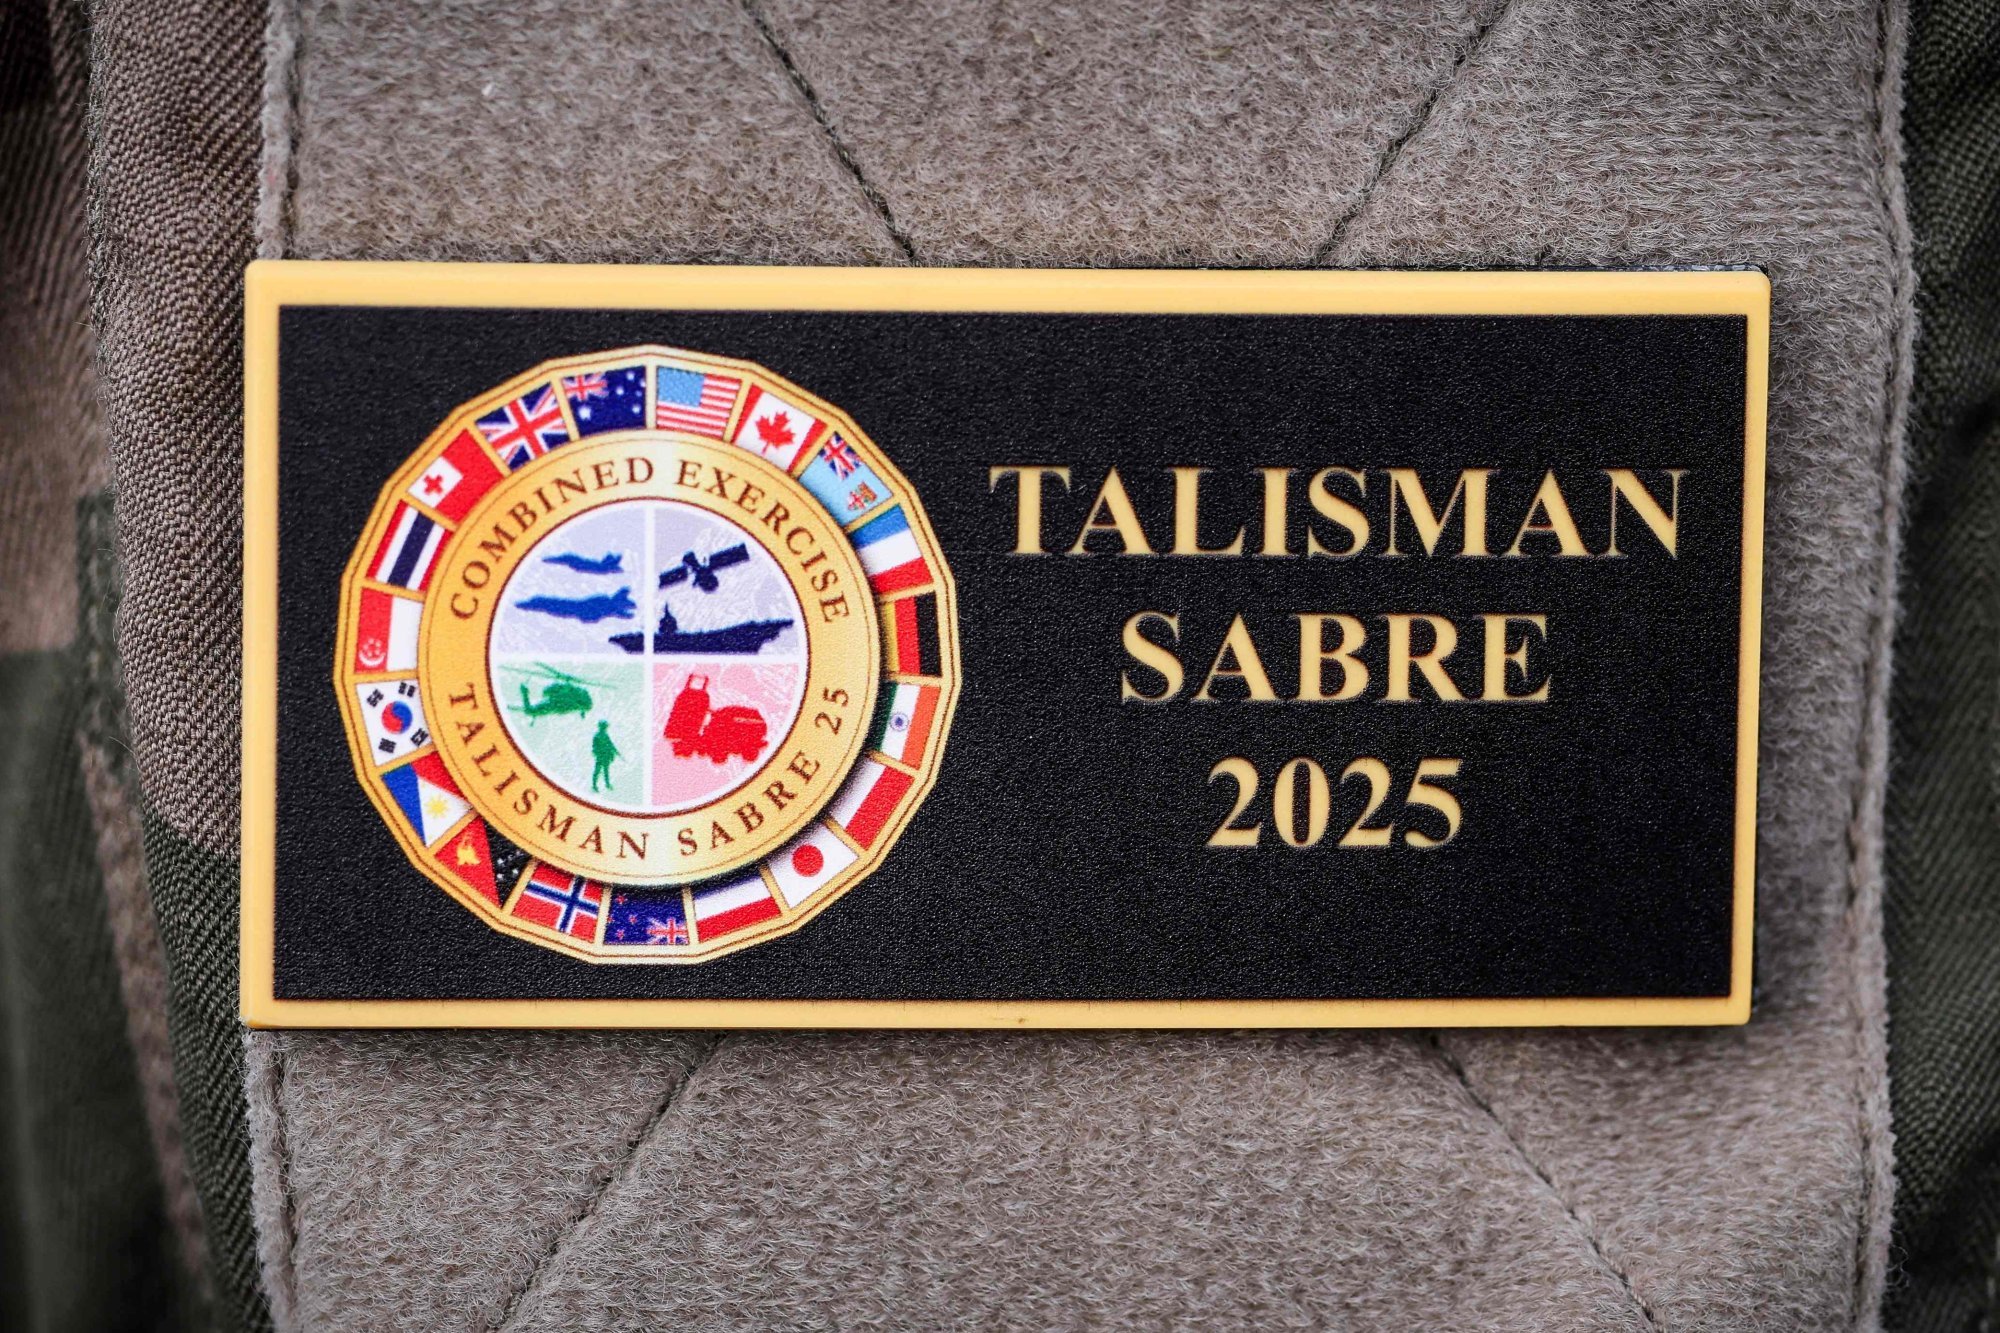 COMBINED EXERCISE
TALISMAN SABRE 25
TALISMAN
SABRE
2025